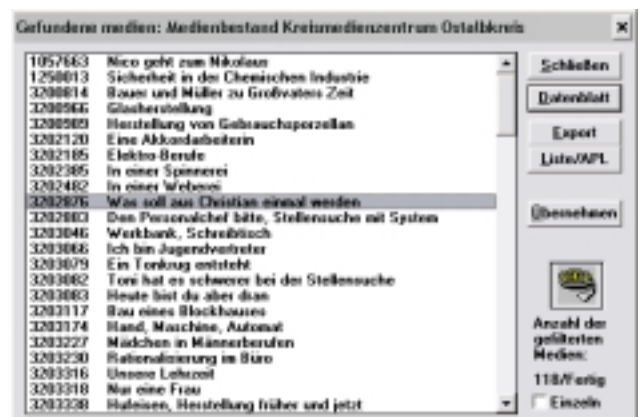 Gefundene medien: Medienbestand Kreismedienzentrum Ostalbkreis
1057663 Nico geht zum Nikolaus
1250013 Sicherheit in der Chemischen Industrie
3200814 Bauer und Müller zu Großvaters Zeit
3200966 Glasherstellung
3200989 Herstellung von Gebrauchsporzellan
3202120 Eine Akkordarbeiterin
3202185 Elektro-Berufe
3202385 In einer Spinnerei
3202482 In einer Weberei
3202876 Was soll aus Christian einmal werden
3202883 Den Personalchef bitte, Stellensuche mit System
3203046 Werkbank, Schreibtisch
3203066 Ich bin Jugendvertreter
3203079 Ein Tonkrug entsteht
3203082 Toni hat es schwerer bei der Stellensuche
3203083 Heute bist du aber dran
3203117 Bau eines Blockhauses
3203174 Hand, Maschine, Automat
3203227 Mädchen in Männerberufen
3203230 Rationalisierung im Büro
3203316 Unsere Lehrzeit
3203318 Nur eine Frau
3203338 Hufeisen, Herstellung früher und jetzt
Schließen
Datenblatt
Export
Liste/APL
Übernehmen
Anzahl der
gefilterten
Medien:
118/Fertig
Einzeln